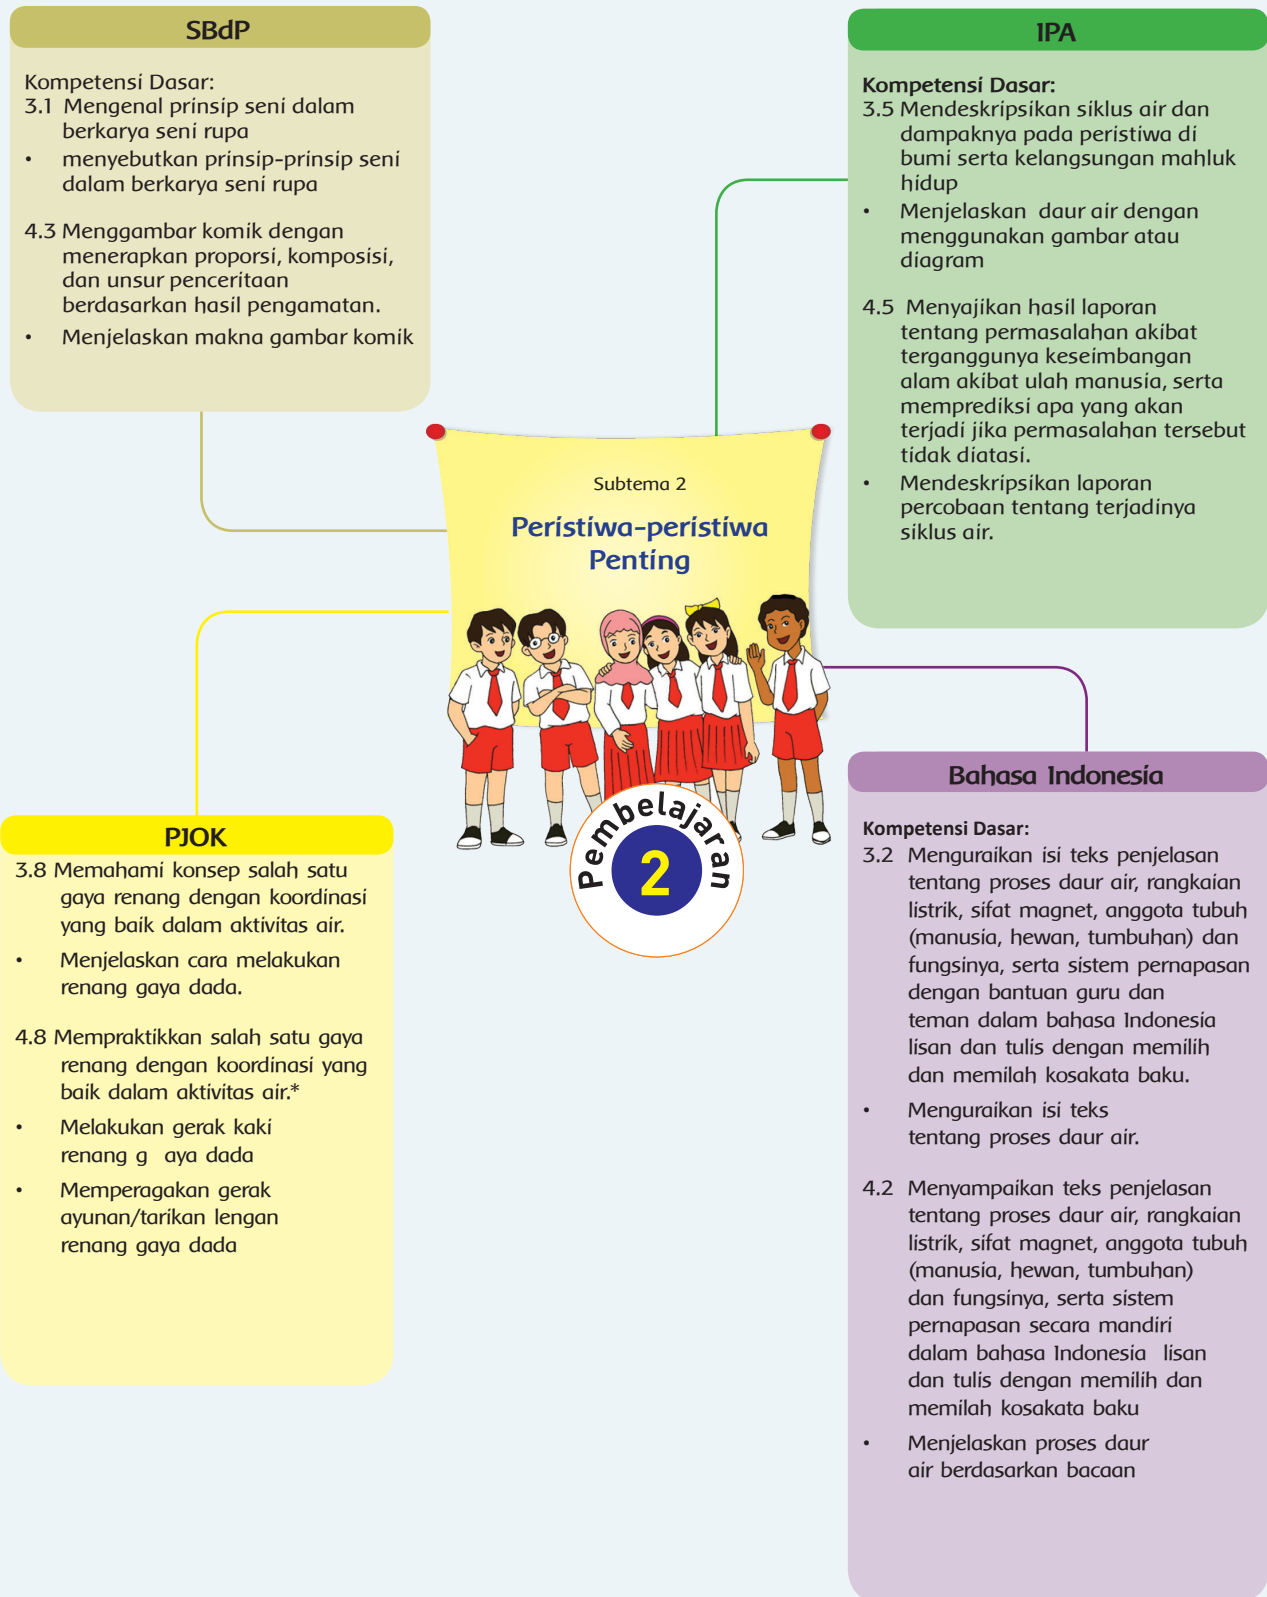 SBdP
Kompetensi Dasar:
3.1 Mengenal prinsip seni dalam
berkarya seni rupa
• menyebutkan prinsip-prinsip seni
dalam berkarya seni rupa
4.3 Menggambar komik dengan
menerapkan proporsi, komposisi,
dan unsur penceritaan
berdasarkan hasil pengamatan.
• Menjelaskan makna gambar komik
IPA
Kompetensi Dasar:
3.5 Mendeskripsikan siklus air dan
dampaknya pada peristiwa di
bumi serta kelangsungan mahluk
hidup
• Menjelaskan daur air dengan
menggunakan gambar atau
diagram
4.5 Menyajikan hasil laporan
tentang permasalahan akibat
terganggunya keseimbangan
alam akibat ulah manusia, serta
memprediksi apa yang akan
terjadi jika permasalahan tersebut
tidak diatasi.
• Mendeskripsikan laporan
percobaan tentang terjadinya
siklus air.
Subtema 2
Peristiwa-peristiwa
Penting
Pembelajaran
2
PJOK
3.8 Memahami konsep salah satu
gaya renang dengan koordinasi
yang baik dalam aktivitas air.
• Menjelaskan cara melakukan
renang gaya dada.
4.8 Mempraktikkan salah satu gaya
renang dengan koordinasi yang
baik dalam aktivitas air.*
• Melakukan gerak kaki
renang g aya dada
• Memperagakan gerak
ayunan/tarikan lengan
renang gaya dada
Bahasa Indonesia
Kompetensi Dasar:
3.2 Menguraikan isi teks penjelasan
tentang proses daur air, rangkaian
listrik, sifat magnet, anggota tubuh
(manusia, hewan, tumbuhan) dan
fungsinya, serta sistem pernapasan
dengan bantuan guru dan
teman dalam bahasa Indonesia
lisan dan tulis dengan memilih
dan memilah kosakata baku.
• Menguraikan isi teks
tentang proses daur air.
4.2 Menyampaikan teks penjelasan
tentang proses daur air, rangkaian
listrik, sifat magnet, anggota tubuh
(manusia, hewan, tumbuhan)
dan fungsinya, serta sistem
pernapasan secara mandiri
dalam bahasa Indonesia lisan
dan tulis dengan memilih dan
memilah kosakata baku
• Menjelaskan proses daur
air berdasarkan bacaan